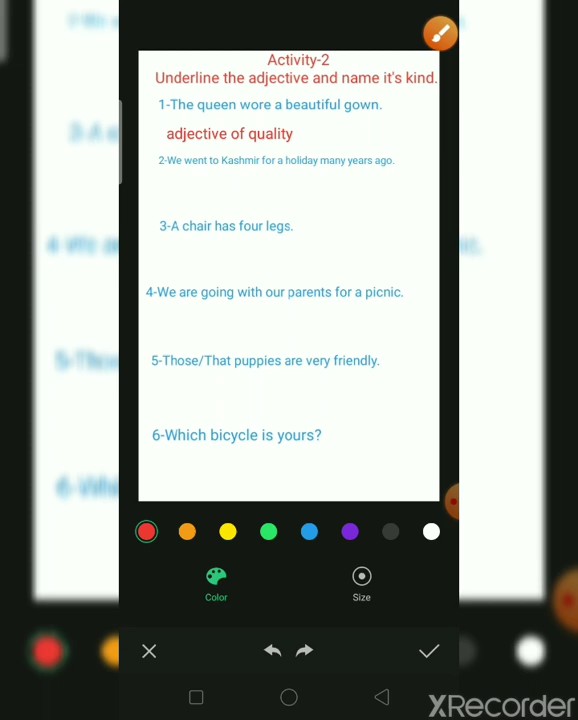 Activity-2
Underline the adjective and name it's kind.
1-The queen wore a beautiful gown.
adjective of quality
2-We went to Kashmir for a holiday many years ago.
3-A chair has four legs.
4-We are going with our parents for a picnic.
5-Those/That puppies are very friendly.
6-Which bicycle is yours?
Color
Size
XRecorder